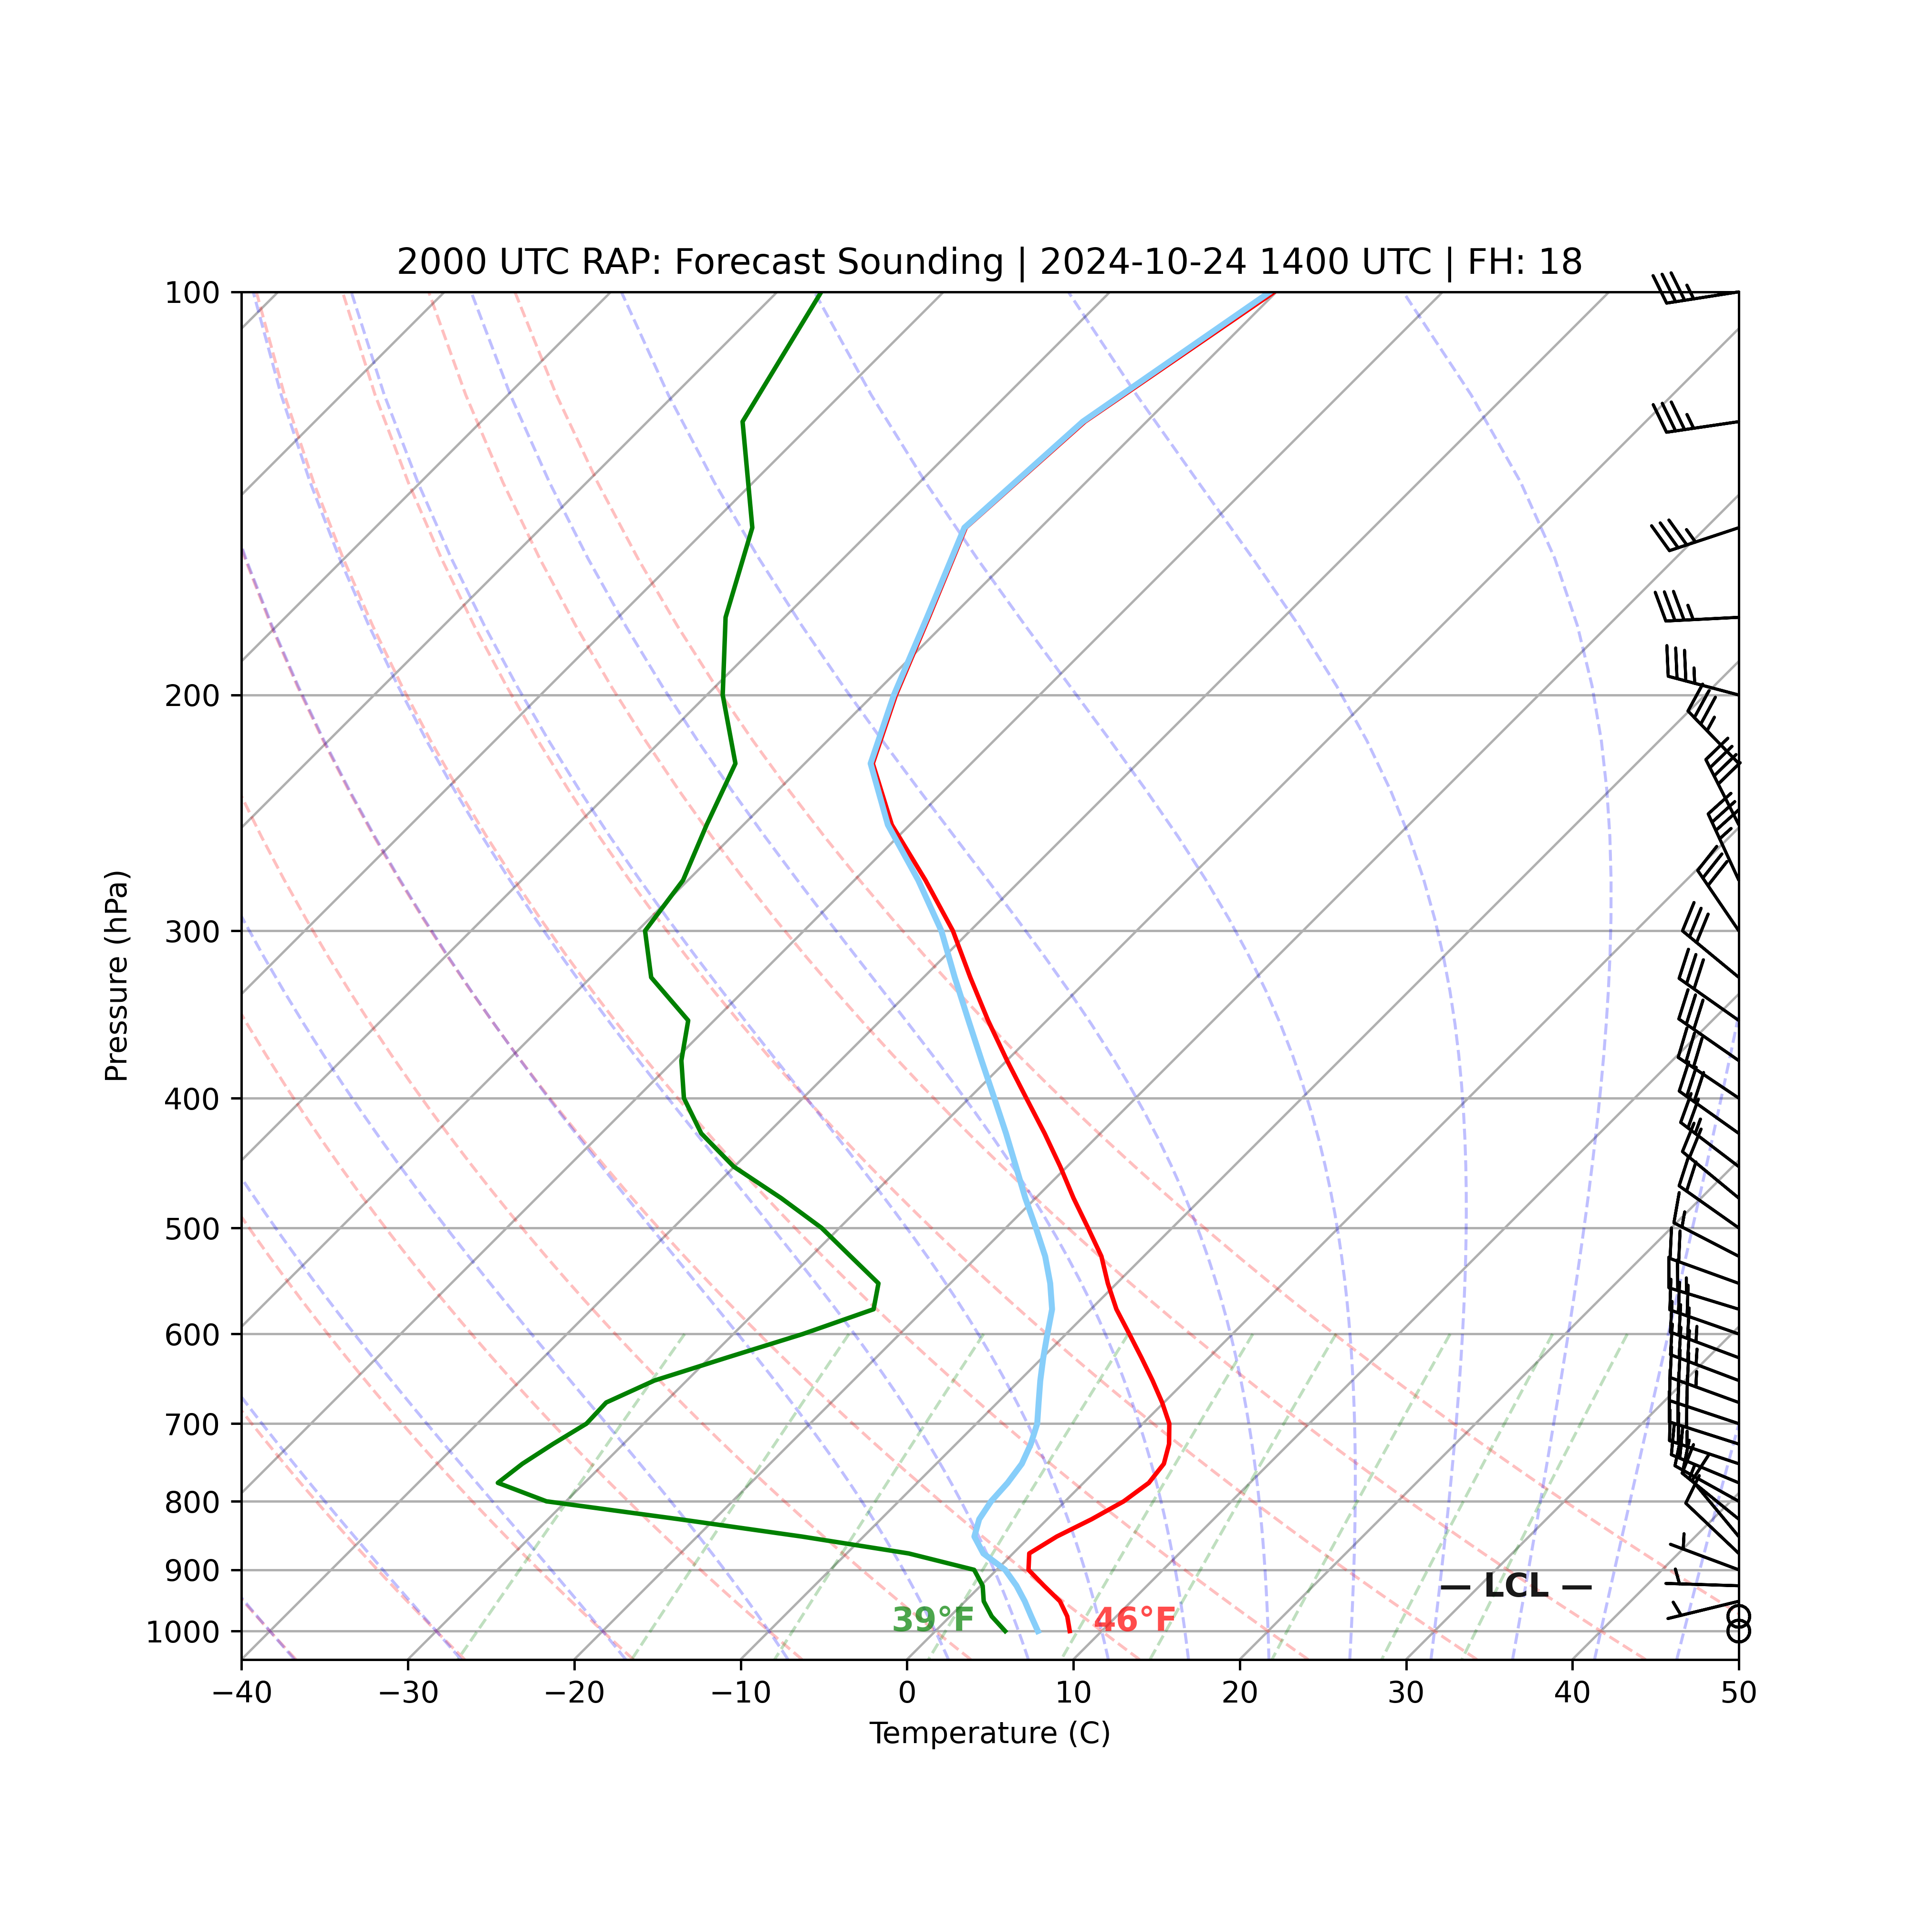 2000 UTC RAP: Forecast Sounding | 2024-10-24 1400 UTC | FH: 18
100
200
300
400
500
600
700
800
900
1000
Pressure (hPa)
— LCL —
39°F 46°F
−40 −30 −20 −10 0 10 20 30 40 50
Temperature (C)